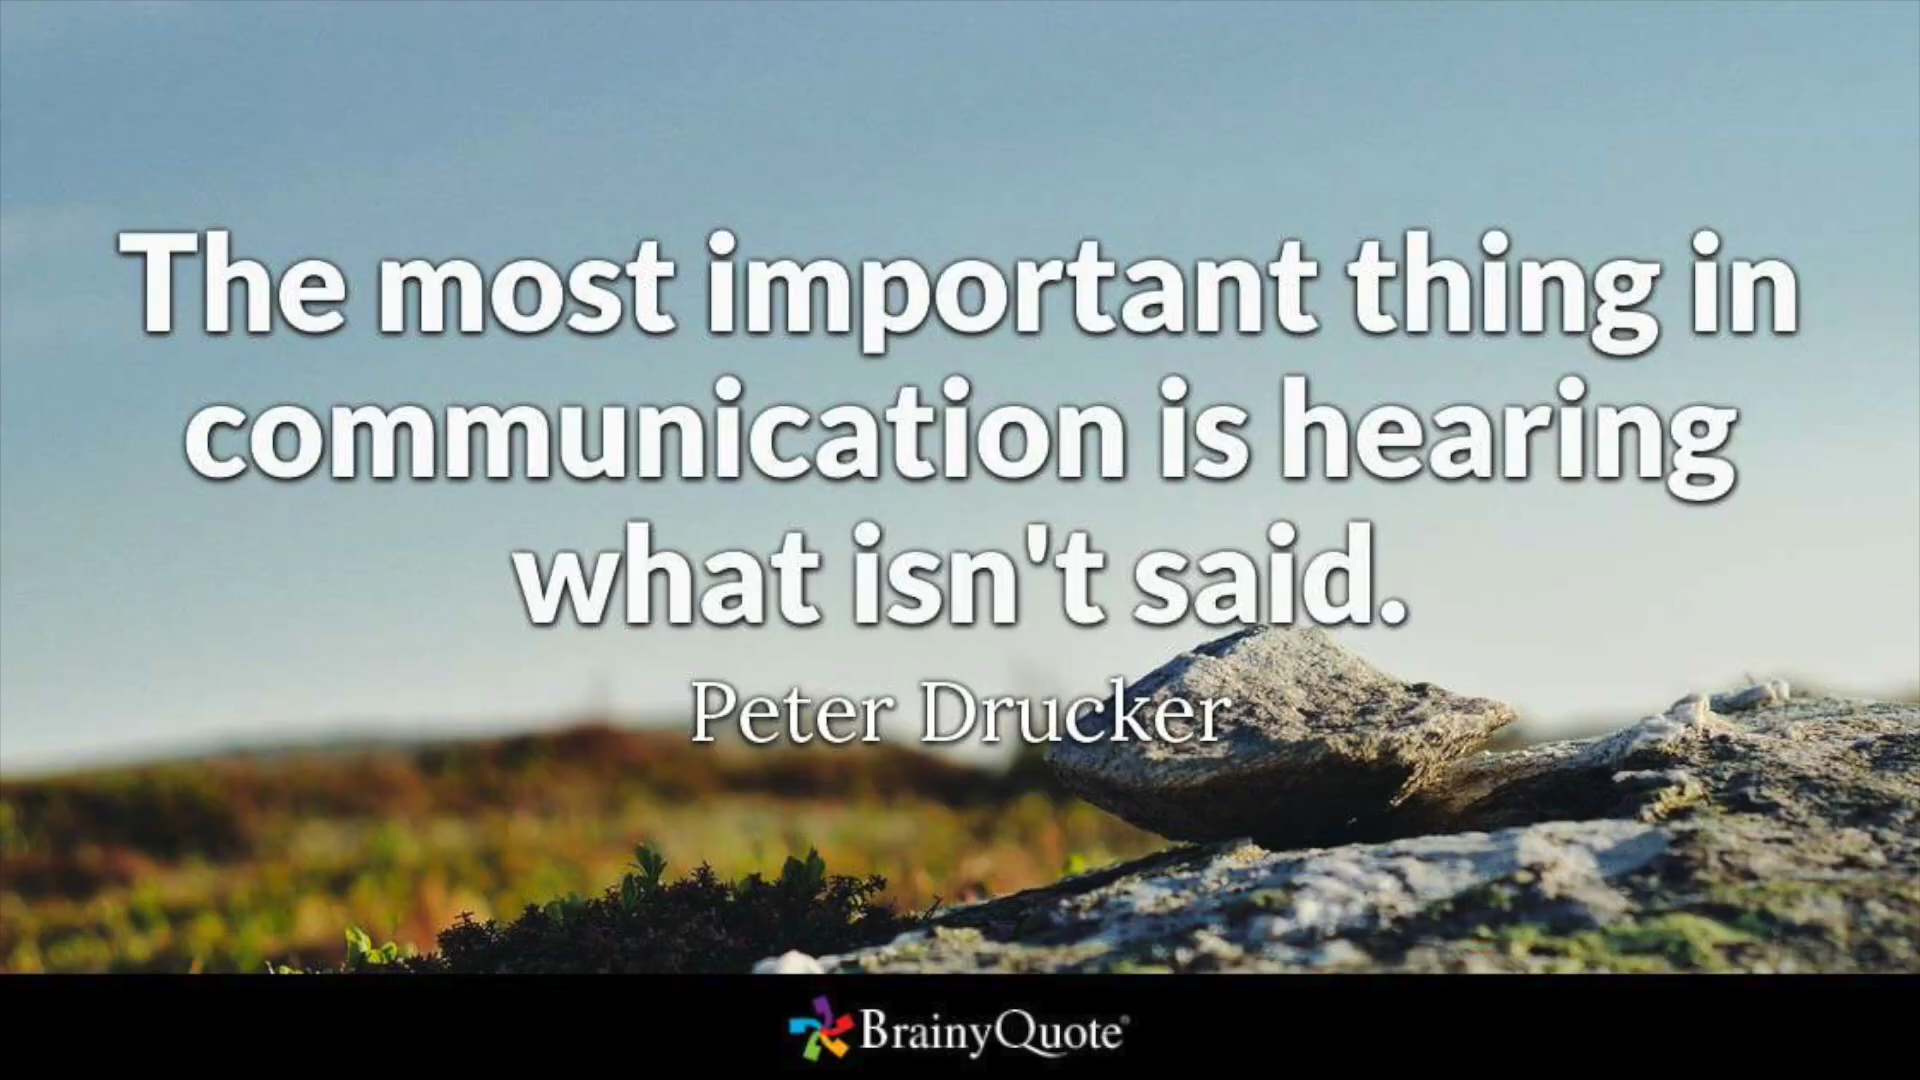 The most important thing in
communication is hearing
what isn't said.
Peter Drucker
BrainyQuote®